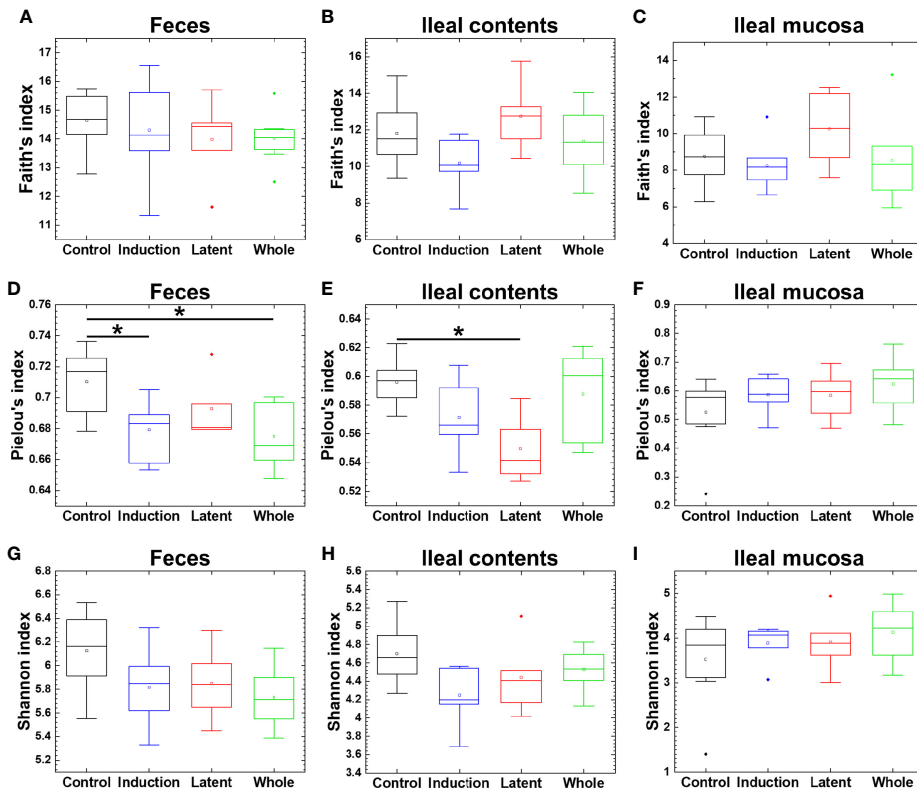 A Feces
B Ileal contents
C Ileal mucosa
Faith's index
17
16
15
14
13
12
11
Control Induction Latent Whole
Faith's index
16
14
12
10
8
6
Control Induction Latent Whole
Faith's index
14
12
10
8
6
4
Control Induction Latent Whole
D Feces
E Ileal contents
F Ileal mucosa
Pielou's index
0.76
0.74
0.72
0.7
0.68
0.66
0.64
* *
Control Induction Latent Whole
Pielou's index
0.64
0.62
0.6
0.58
0.56
0.54
0.52
*
Control Induction Latent Whole
Pielou's index
0.9
0.8
0.7
0.6
0.5
0.4
0.3
0.2
Control Induction Latent Whole
G Feces
H Ileal contents
I Ileal mucosa
Shannon index
6.8
6.6
6.4
6.2
6
5.8
5.6
5.4
5.2
Control Induction Latent Whole
Shannon index
5.6
5.4
5.2
5
4.8
4.6
4.4
4.2
4
3.8
3.6
3.4
Control Induction Latent Whole
Shannon index
5
4
3
2
1
Control Induction Latent Whole